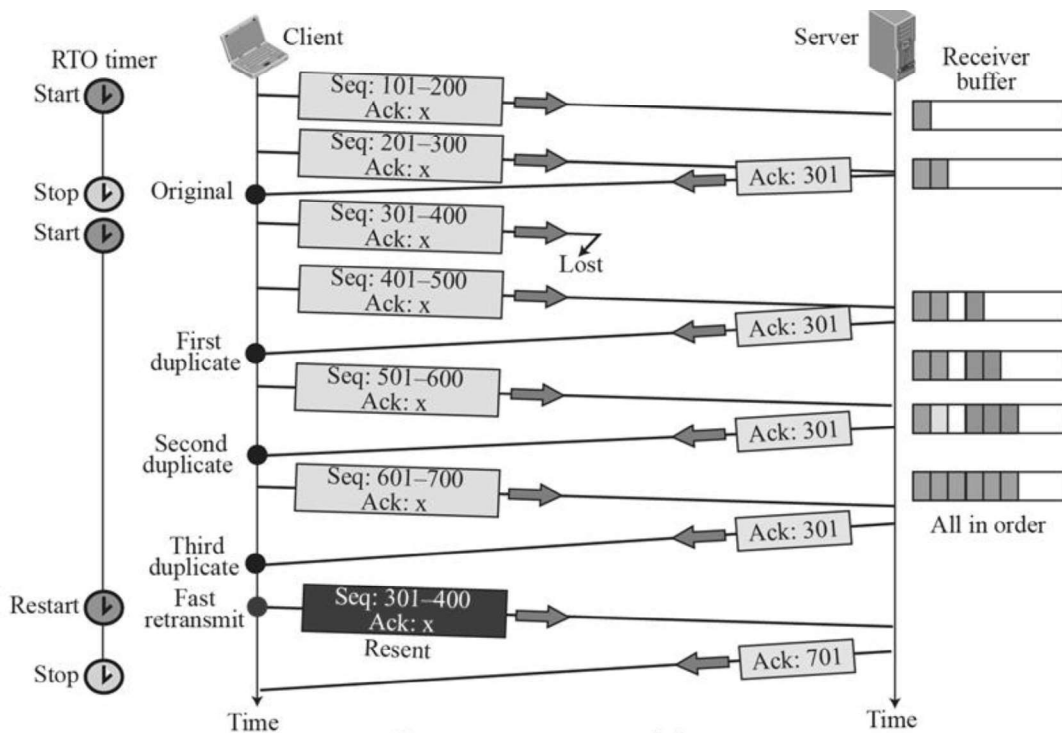 Client
Server
RTO timer
Receiver
buffer
Start
Seq: 101–200
Ack: x
Seq: 201–300
Ack: x
Ack: 301
Stop
Original
Start
Seq: 301–400
Ack: x
Lost
Seq: 401–500
Ack: x
Ack: 301
First
duplicate
Seq: 501–600
Ack: x
Ack: 301
Second
duplicate
Seq: 601–700
Ack: x
All in order
Ack: 301
Third
duplicate
Restart
Fast
retransmit
Seq: 301–400
Ack: x
Resent
Ack: 701
Stop
Time
Time